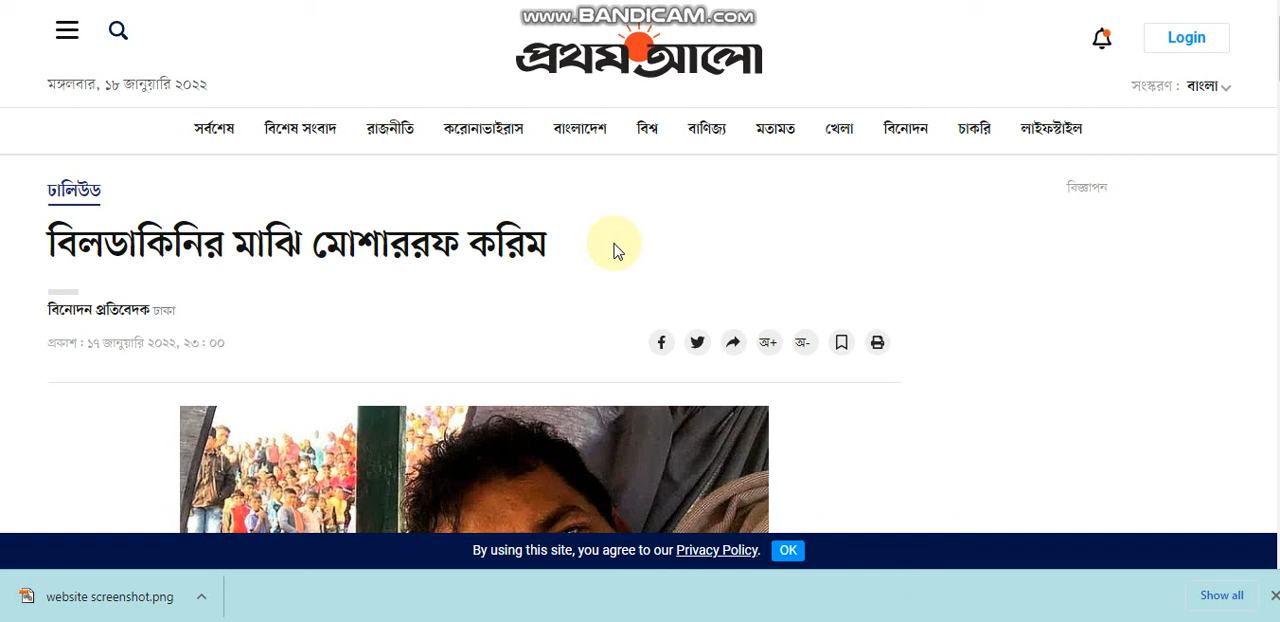 www.BANDICAM.com
প্রথম আলো
Login
মঙ্গলবার, ১৮ জানুয়ারি ২০২২
সংস্করণ : বাংলা
সর্বশেষ বিশেষ সংবাদ রাজনীতি করোনাভাইরাস বাংলাদেশ বিশ্ব বাণিজ্য মতামত খেলা বিনোদন চাকরি লাইফস্টাইল
ঢালিউড
বিজ্ঞাপন
বিলডাকিনির মাঝি মোশাররফ করিম
বিনোদন প্রতিবেদক ঢাকা
প্রকাশ : ১৭ জানুয়ারি ২০২২, ২৩ : ০০
অ+ অ-
By using this site, you agree to our Privacy Policy. OK
website screenshot.png
Show all